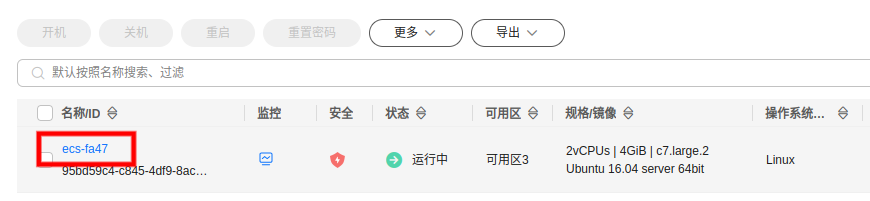 开机 关机 重启 重置密码 更多 导出
默认按照名称搜索、过滤
名称/ID 监控 安全 状态 可用区 规格/镜像 操作系统...
ecs-fa47
95bd59c4-c845-4df9-8ac...
运行中 可用区3
2vCPUs | 4GiB | c7.large.2
Ubuntu 16.04 server 64bit
Linux